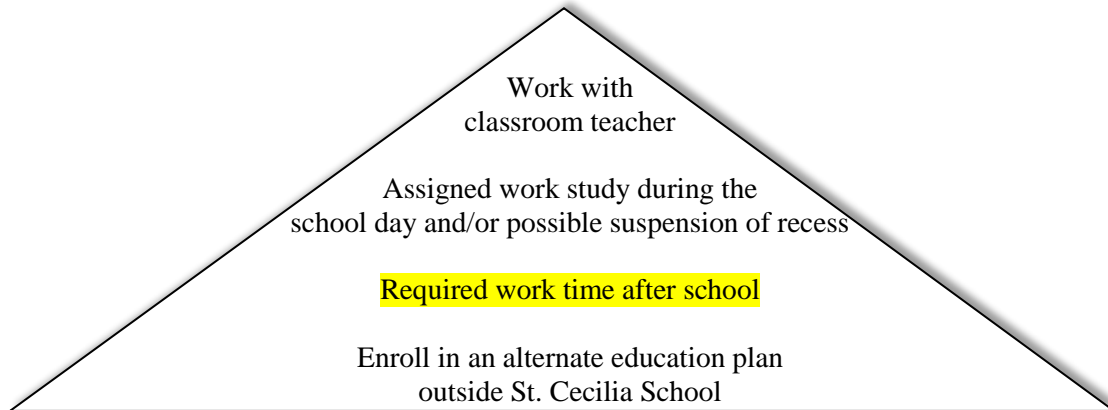 Work with
classroom teacher
Assigned work study during the
school day and/or possible suspension of recess
Required work time after school
Enroll in an alternate education plan
outside St. Cecilia School